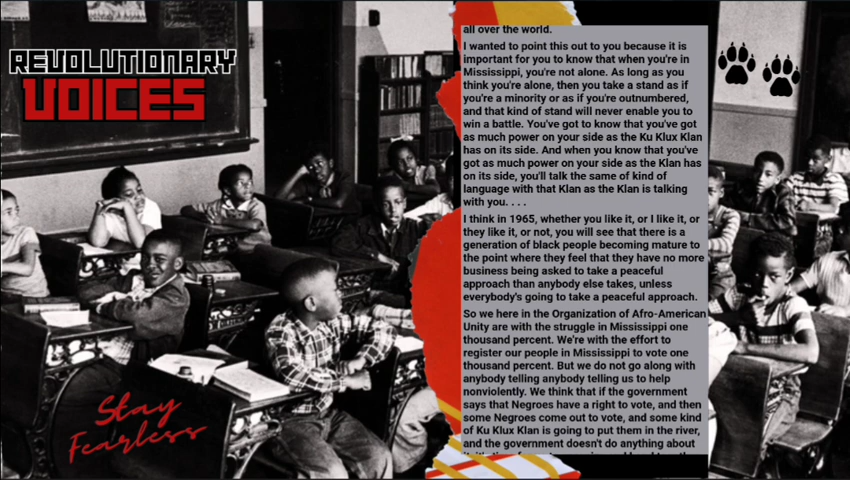 REVOLUTIONARY
VOICES
Stay
Fearless
all over the world.
I wanted to point this out to you because it is
important for you to know that when you're in
Mississippi, you're not alone. As long as you
think you're alone, then you take a stand as if
you're a minority or as if you're outnumbered,
and that kind of stand will never enable you to
win a battle. You've got to know that you've got
as much power on your side as the Ku Klux Klan
has on its side. And when you know that you've
got as much power on your side as the Klan has
on its side, you'll talk the same of kind of
language with that Klan as the Klan is talking
with you. . . .
I think in 1965, whether you like it, or I like it, or
they like it, or not, you will see that there is a
generation of black people becoming mature to
the point where they feel that they have no more
business being asked to take a peaceful
approach than anybody else takes, unless
everybody's going to take a peaceful approach.
So we here in the Organization of Afro-American
Unity are with the struggle in Mississippi one
thousand percent. We're with the effort to
register our people in Mississippi to vote one
thousand percent. But we do not go along with
anybody telling anybody telling us to help
nonviolently. We think that if the government
says that Negroes have a right to vote, and then
some Negroes come out to vote, and some kind
of Ku Klux Klan is going to put them in the river,
and the government doesn't do anything about